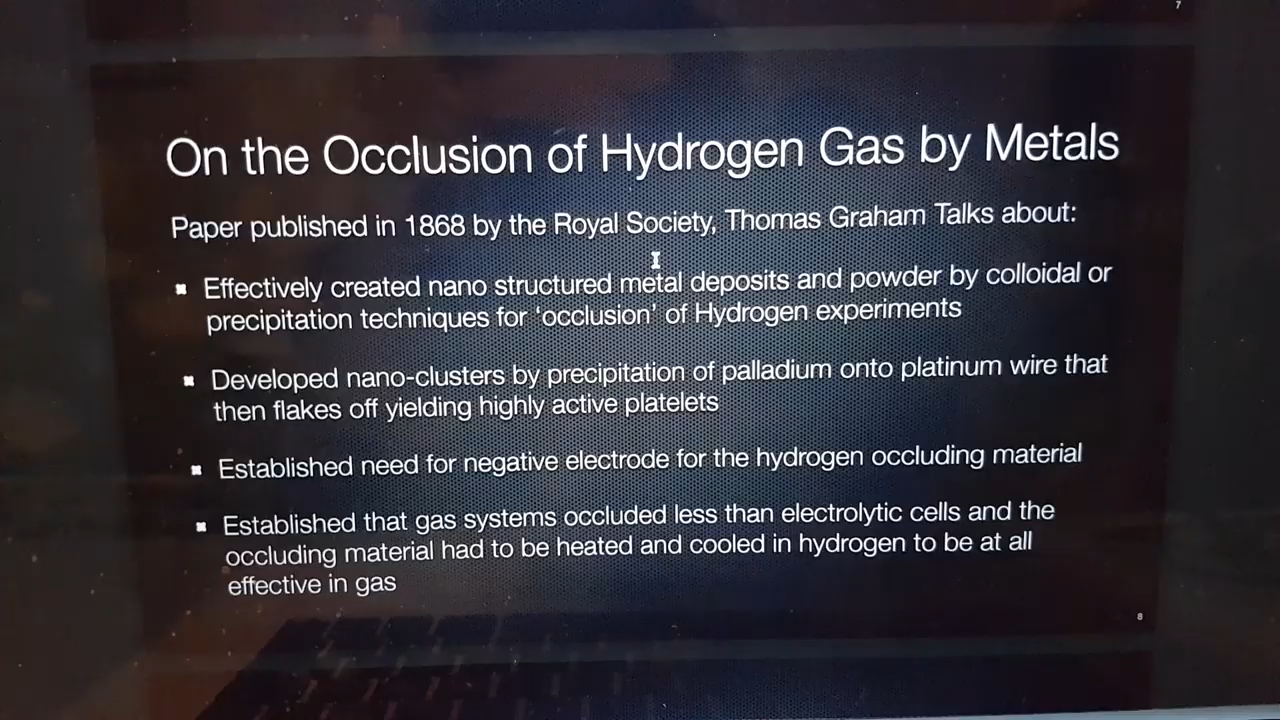 7
On the Occlusion of Hydrogen Gas by Metals
Paper published in 1868 by the Royal Society, Thomas Graham Talks about:
Effectively created nano structured metal deposits and powder by colloidal or
precipitation techniques for ‘occlusion’ of Hydrogen experiments
Developed nano-clusters by precipitation of palladium onto platinum wire that
then flakes off yielding highly active platelets
Established need for negative electrode for the hydrogen occluding material
Established that gas systems occluded less than electrolytic cells and the
occluding material had to be heated and cooled in hydrogen to be at all
effective in gas
8